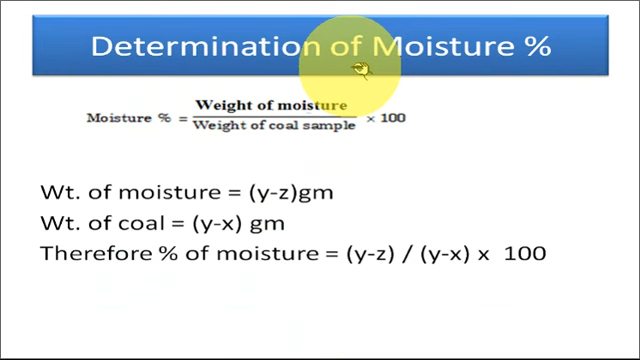 Determination of Moisture %
Weight of moisture
Moisture % = × 100
Weight of coal sample
Wt. of moisture = (y-z)gm
Wt. of coal = (y-x) gm
Therefore % of moisture = (y-z) / (y-x) x 100